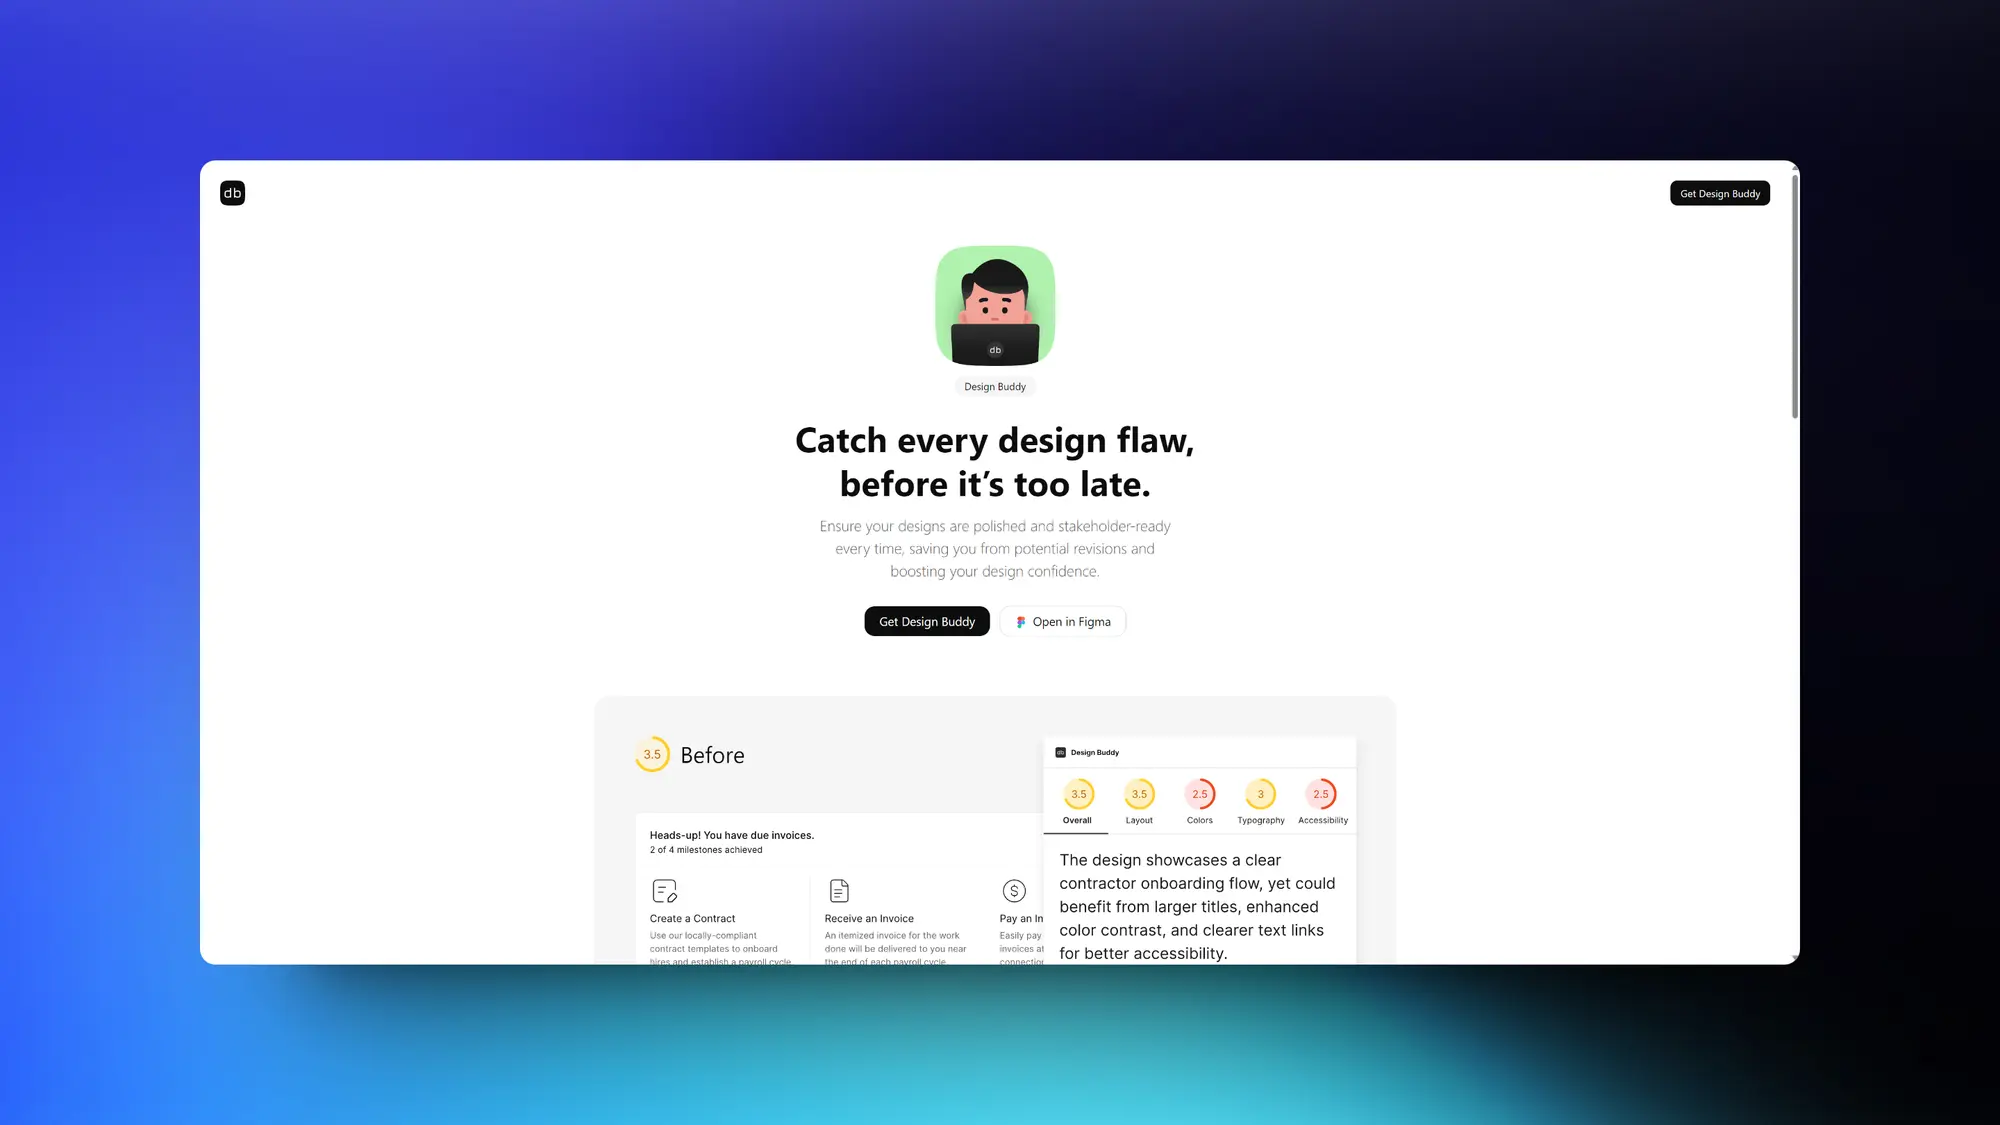 db
Get Design Buddy
db
Design Buddy
Catch every design flaw,
before it’s too late.
Ensure your designs are polished and stakeholder-ready
every time, saving you from potential revisions and
boosting your design confidence.
Get Design Buddy
Open in Figma
3.5 Before
Heads-up! You have due invoices.
2 of 4 milestones achieved
Create a Contract
Use our locally-compliant
contract templates to onboard
hires and establish a payroll cycle
Receive an Invoice
An itemized invoice for the work
done will be delivered to you near
the end of each payroll cycle
Pay an In
Easily pay
invoices at
connection
db Design Buddy
3.5 3.5 2.5 3 2.5
Overall Layout Colors Typography Accessibility
The design showcases a clear
contractor onboarding flow, yet could
benefit from larger titles, enhanced
color contrast, and clearer text links
for better accessibility.